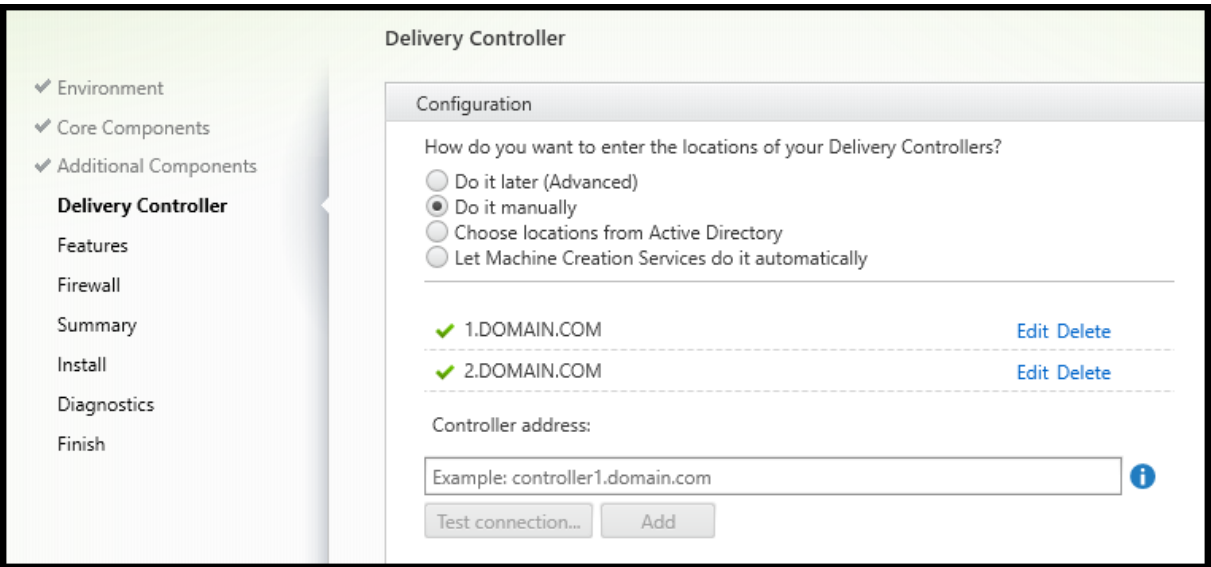 Delivery Controller
Environment
Core Components
Additional Components
Delivery Controller
Features
Firewall
Summary
Install
Diagnostics
Finish
Configuration
How do you want to enter the locations of your Delivery Controllers?
Do it later (Advanced)
Do it manually
Choose locations from Active Directory
Let Machine Creation Services do it automatically
1.DOMAIN.COM Edit Delete
2.DOMAIN.COM Edit Delete
Controller address:
Example: controller1.domain.com
Test connection... Add